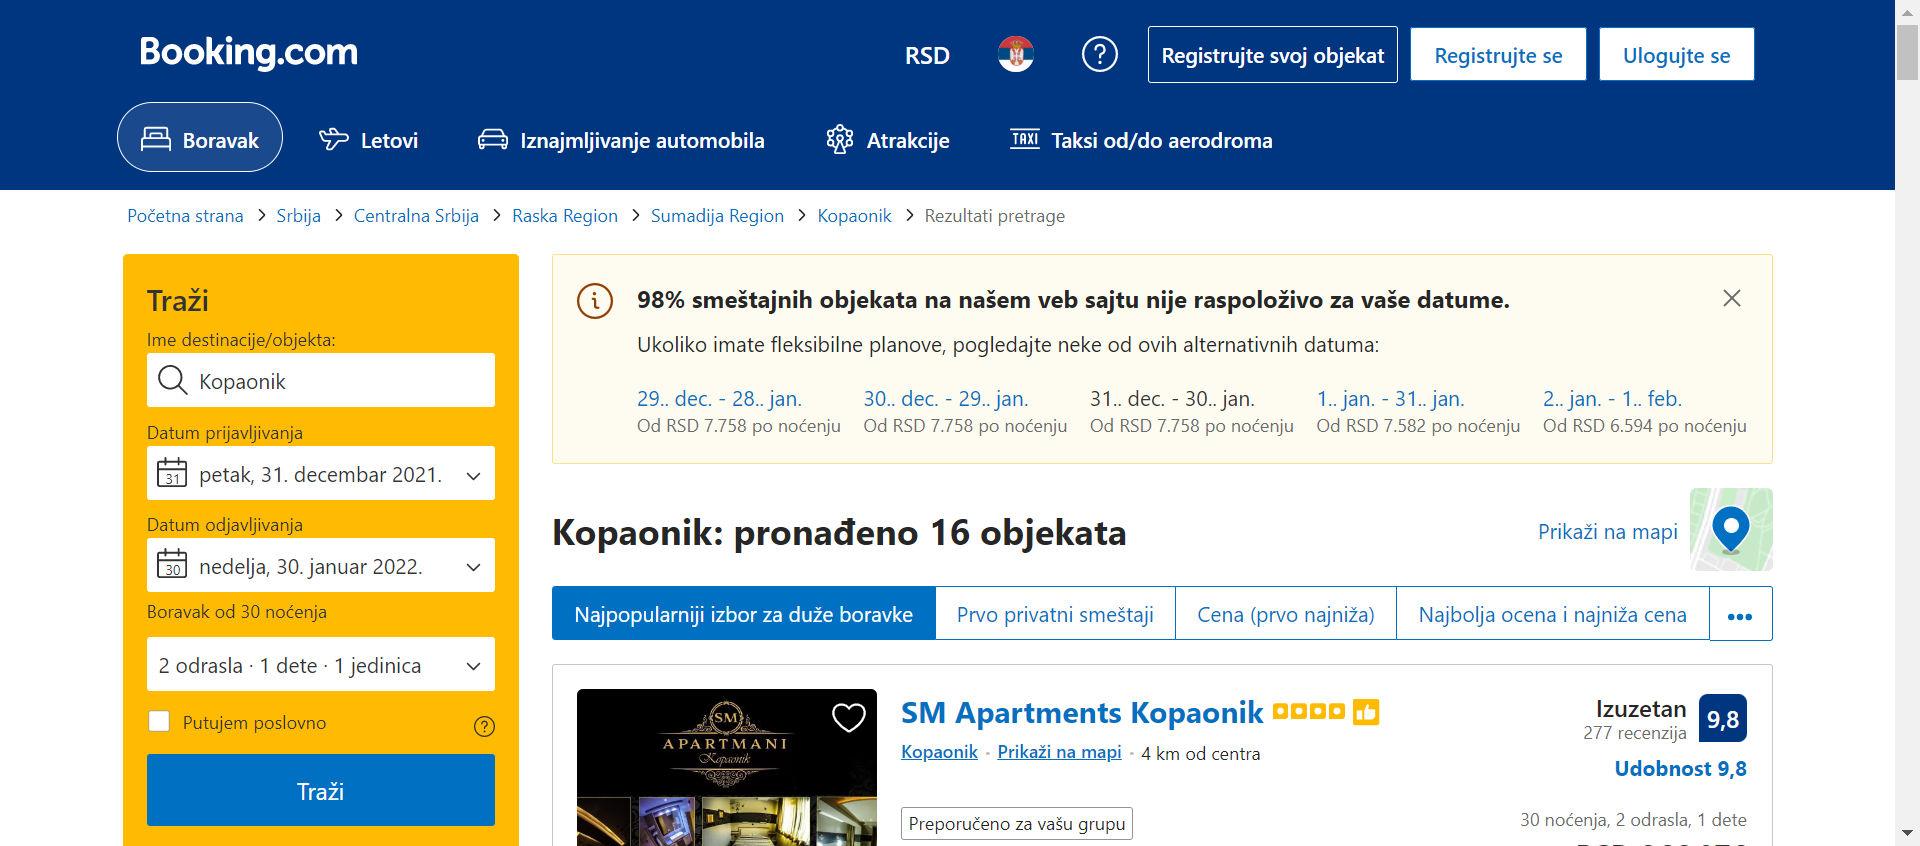 Booking.com
RSD
Registrujte svoj objekat
Registrujte se
Ulogujte se
Boravak
Letovi
Iznajmljivanje automobila
Atrakcije
TAXI Taksi od/do aerodroma
Početna strana > Srbija > Centralna Srbija > Raska Region > Sumadija Region > Kopaonik > Rezultati pretrage
Traži
Ime destinacije/objekta:
Kopaonik
Datum prijavljivanja
31 petak, 31. decembar 2021.
Datum odjavljivanja
30 nedelja, 30. januar 2022.
Boravak od 30 noćenja
2 odrasla · 1 dete · 1 jedinica
Putujem poslovno
Traži
98% smeštajnih objekata na našem veb sajtu nije raspoloživo za vaše datume.
Ukoliko imate fleksibilne planove, pogledajte neke od ovih alternativnih datuma:
29.. dec. - 28.. jan.
Od RSD 7.758 po noćenju
30.. dec. - 29.. jan.
Od RSD 7.758 po noćenju
31.. dec. - 30.. jan.
Od RSD 7.758 po noćenju
1.. jan. - 31.. jan.
Od RSD 7.582 po noćenju
2.. jan. - 1.. feb.
Od RSD 6.594 po noćenju
Kopaonik: pronađeno 16 objekata
Prikaži na mapi
Najpopularniji izbor za duže boravke
Prvo privatni smeštaji
Cena (prvo najniža)
Najbolja ocena i najniža cena
SM
APARTMANI
Kopaonik
SM Apartments Kopaonik
Kopaonik · Prikaži na mapi · 4 km od centra
Preporučeno za vašu grupu
Izuzetan 9,8
277 recenzija
Udobnost 9,8
30 noćenja, 2 odrasla, 1 dete